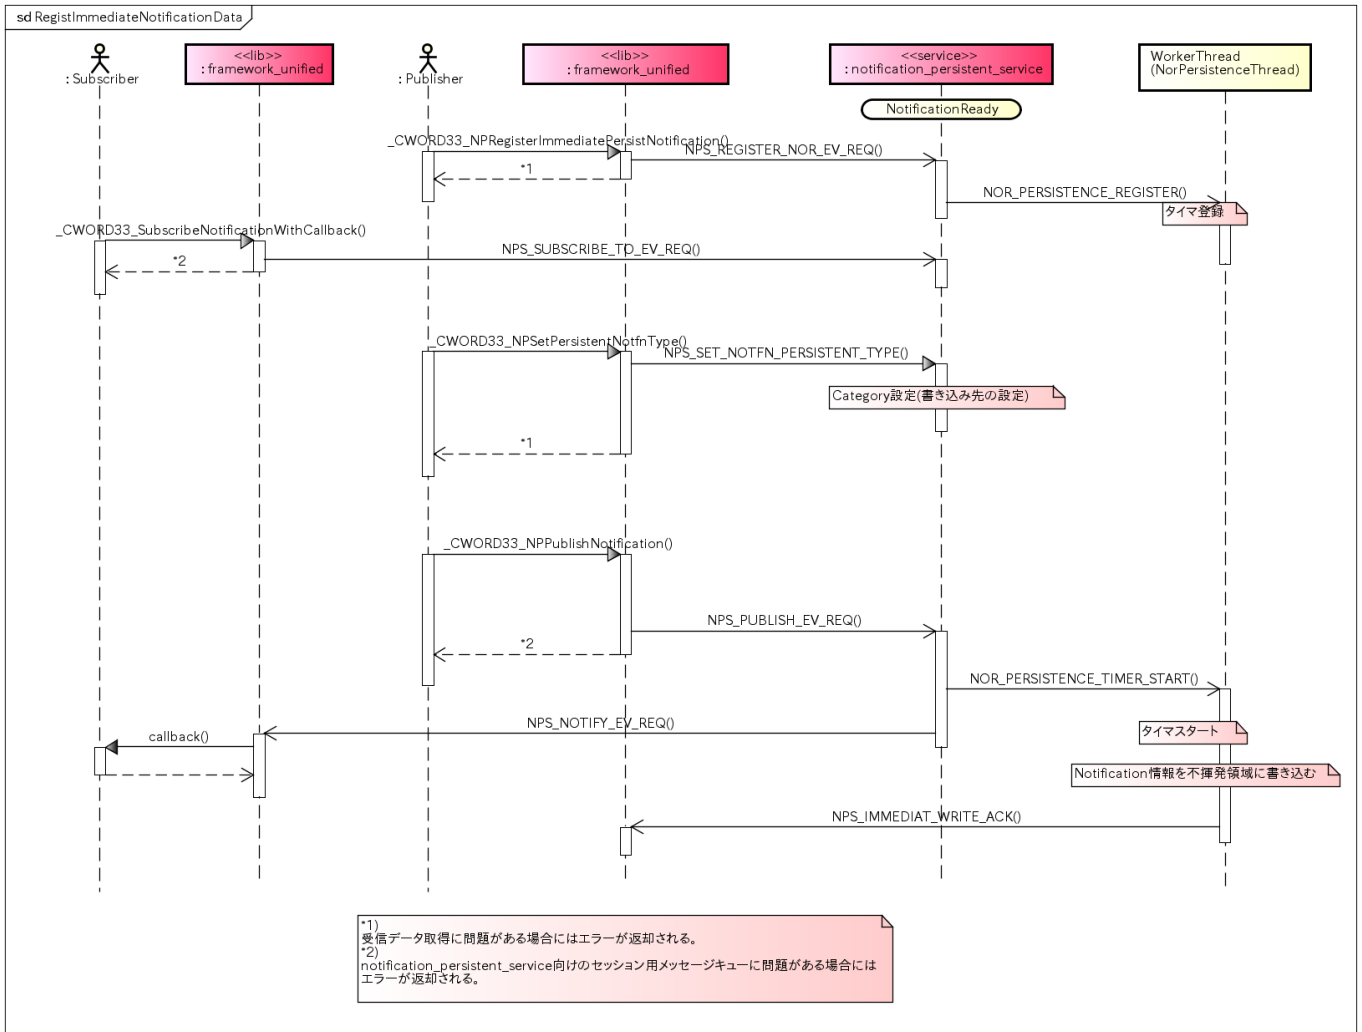 sd RegistImmediateNotificationData
: Subscriber
<<lib>>
: framework_unified
: Publisher
<<lib>>
: framework_unified
<<service>>
: notification_persistent_service
WorkerThread
(NorPersistenceThread)
NotificationReady
_CWORD33_NPRegisterImmediatePersistNotification()
NPS_REGISTER_NOR_EV_REQ()
*1
NOR_PERSISTENCE_REGISTER()
タイマ登録
_CWORD33_SubscribeNotificationWithCallback()
NPS_SUBSCRIBE_TO_EV_REQ()
*2
_CWORD33_NPSetPersistentNotfnType()
NPS_SET_NOTFN_PERSISTENT_TYPE()
Category設定(書き込み先の設定)
*1
_CWORD33_NPPublishNotification()
NPS_PUBLISH_EV_REQ()
*2
NOR_PERSISTENCE_TIMER_START()
NPS_NOTIFY_EV_REQ()
タイマスタート
callback()
Notification情報を不揮発領域に書き込む
NPS_IMMEDIAT_WRITE_ACK()
*1)
受信データ取得に問題がある場合にはエラーが返却される。
*2)
notification_persistent_service向けのセッション用メッセージキューに問題がある場合には
エラーが返却される。